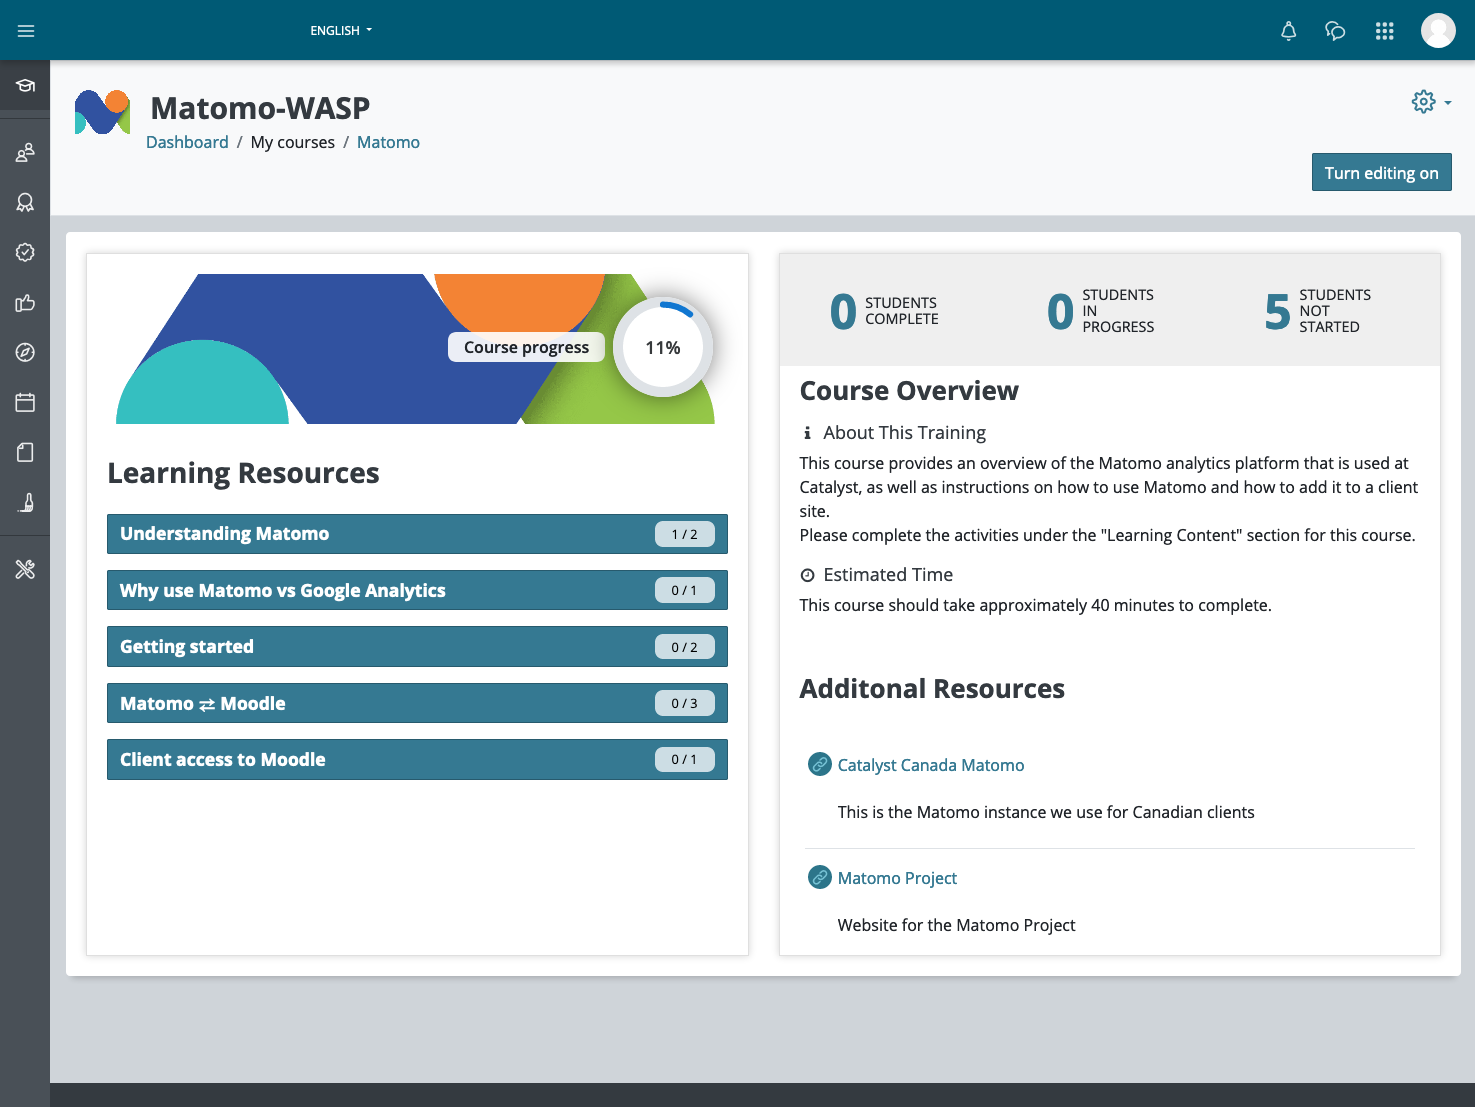 ENGLISH
Matomo-WASP
Dashboard / My courses / Matomo
Turn editing on
Course progress
11%
Learning Resources
Understanding Matomo 1 / 2
Why use Matomo vs Google Analytics 0 / 1
Getting started 0 / 2
Matomo ⇄ Moodle 0 / 3
Client access to Moodle 0 / 1
0 STUDENTS
COMPLETE
0 STUDENTS
IN
PROGRESS
5 STUDENTS
NOT
STARTED
Course Overview
About This Training
This course provides an overview of the Matomo analytics platform that is used at
Catalyst, as well as instructions on how to use Matomo and how to add it to a client
site.
Please complete the activities under the "Learning Content" section for this course.
Estimated Time
This course should take approximately 40 minutes to complete.
Additonal Resources
Catalyst Canada Matomo
This is the Matomo instance we use for Canadian clients
Matomo Project
Website for the Matomo Project